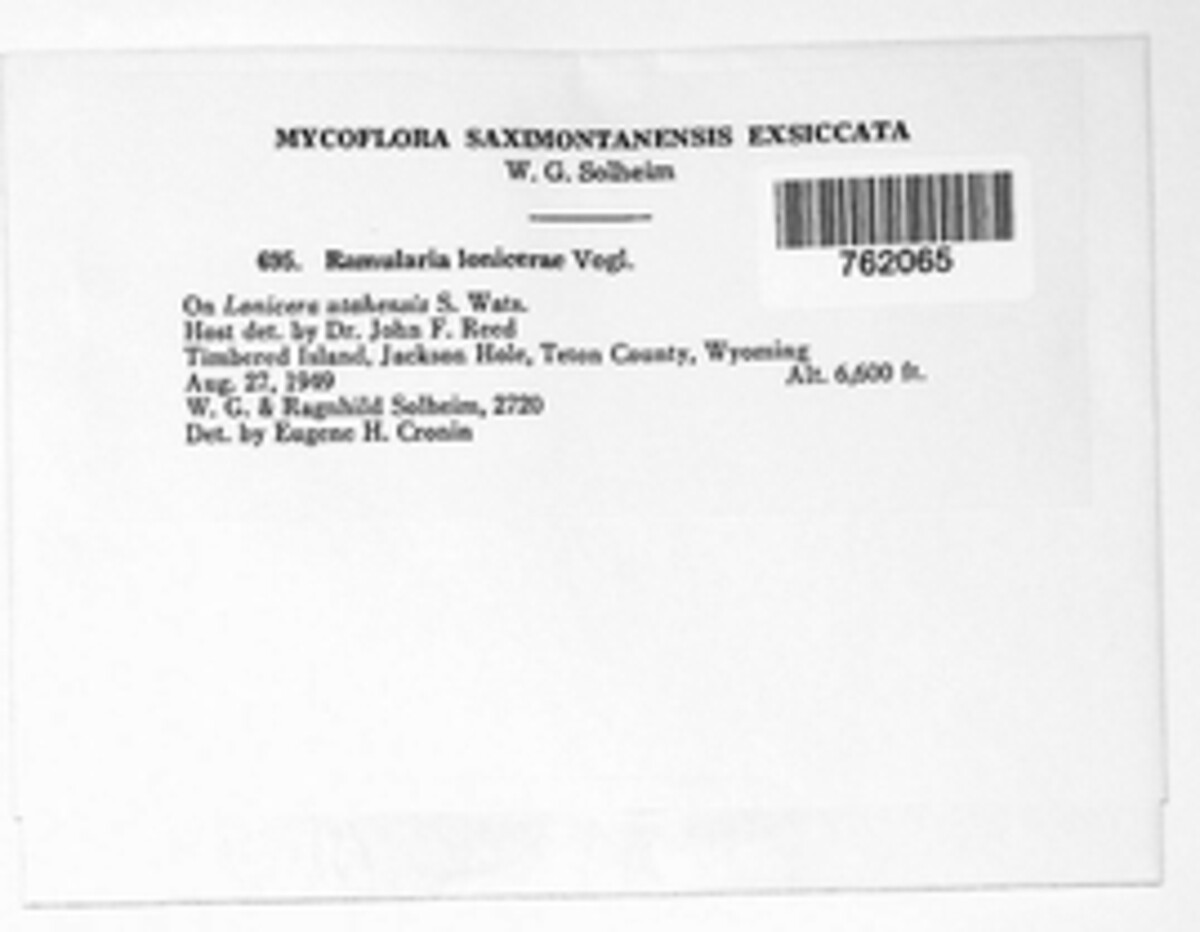 MYCOFLORA SAXIMONTANENSIS EXSICCATA
W. G. Solheim
762065
695. Ramularia lonicerae Vogl.
On Lonicera utahensis S. Wats.
Host det. by Dr. John F. Reed
Timbered Island, Jackson Hole, Teton County, Wyoming
Aug. 27, 1949
Alt. 6,600 ft.
W. G. & Ragnhild Solheim, 2720
Det. by Eugene H. Cronin